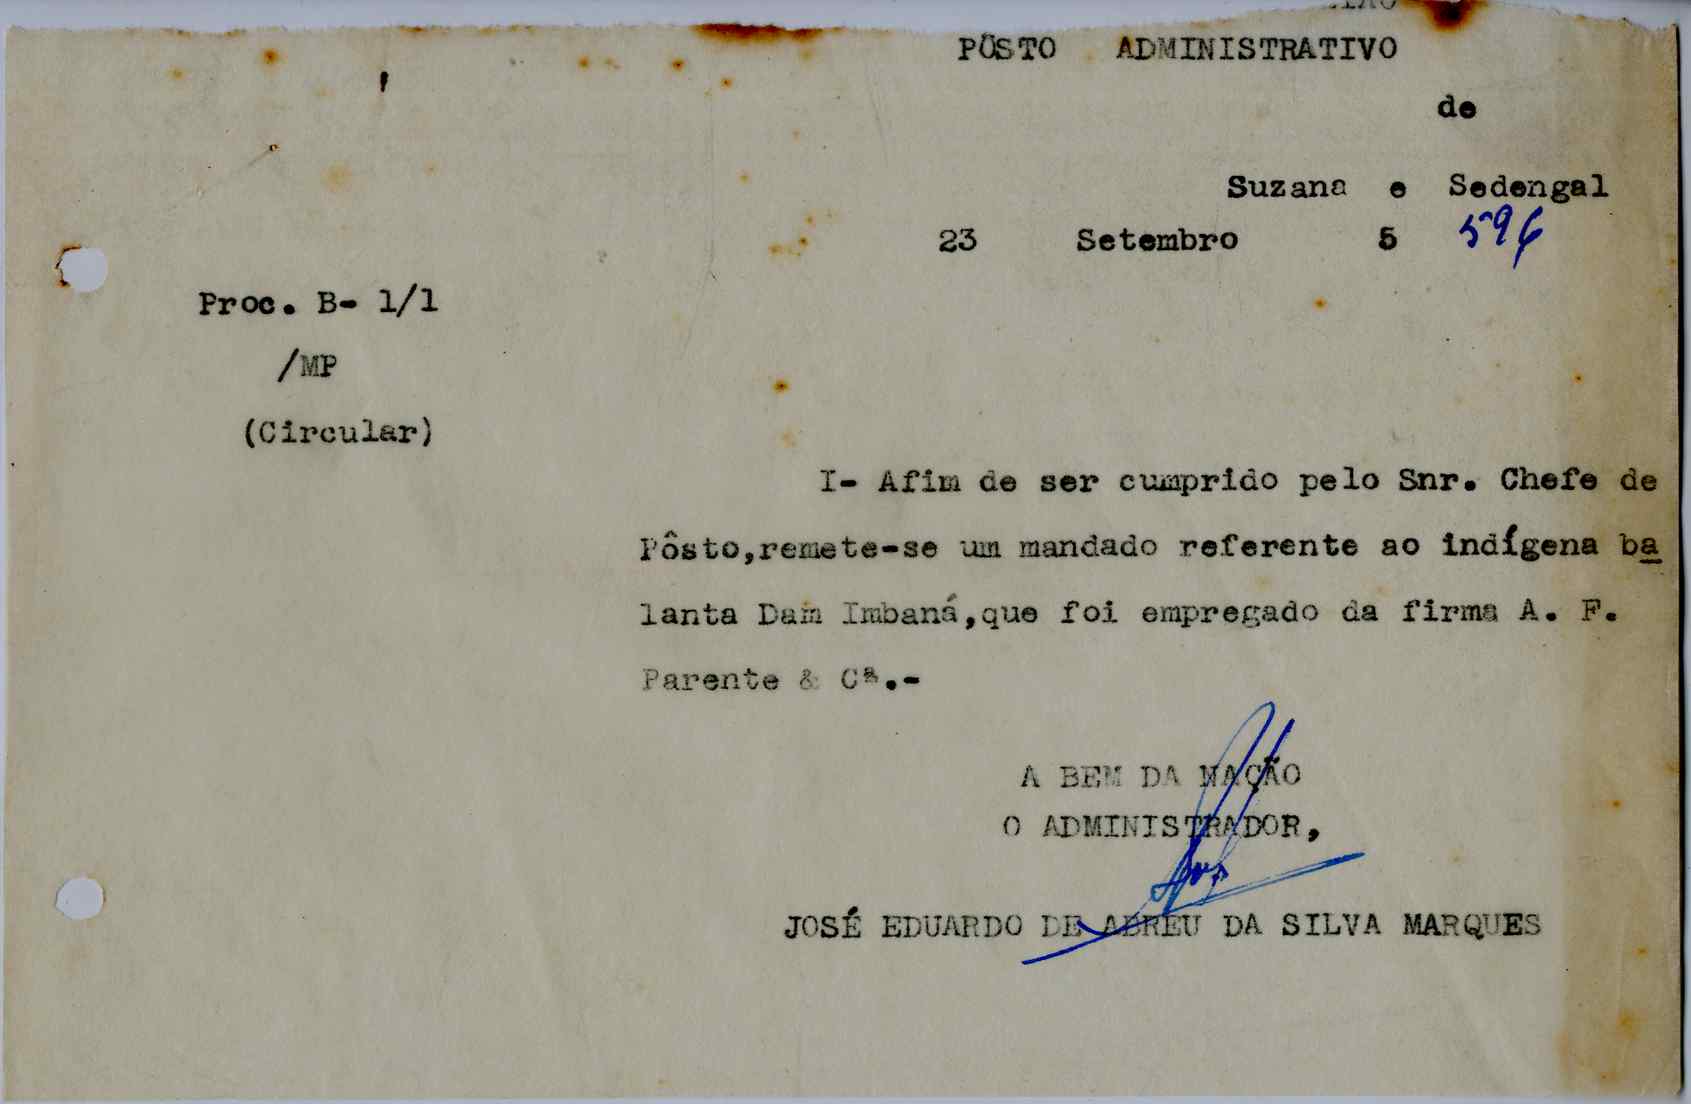 PÔSTO ADMINISTRATIVO
de
Suzana e Sedengal
23 Setembro 5 596
Proc. B- 1/1
/MP
(Circular)
I- Afim de ser cumprido pelo Snr. Chefe de
Pôsto,remete-se um mandado referente ao indígena ba
lanta Dam Imbaná,que foi empregado da firma A. F.
Parente & Cª.-
A BEM DA NAÇÃO
O ADMINISTRADOR,
JOSÉ EDUARDO DE ABREU DA SILVA MARQUES